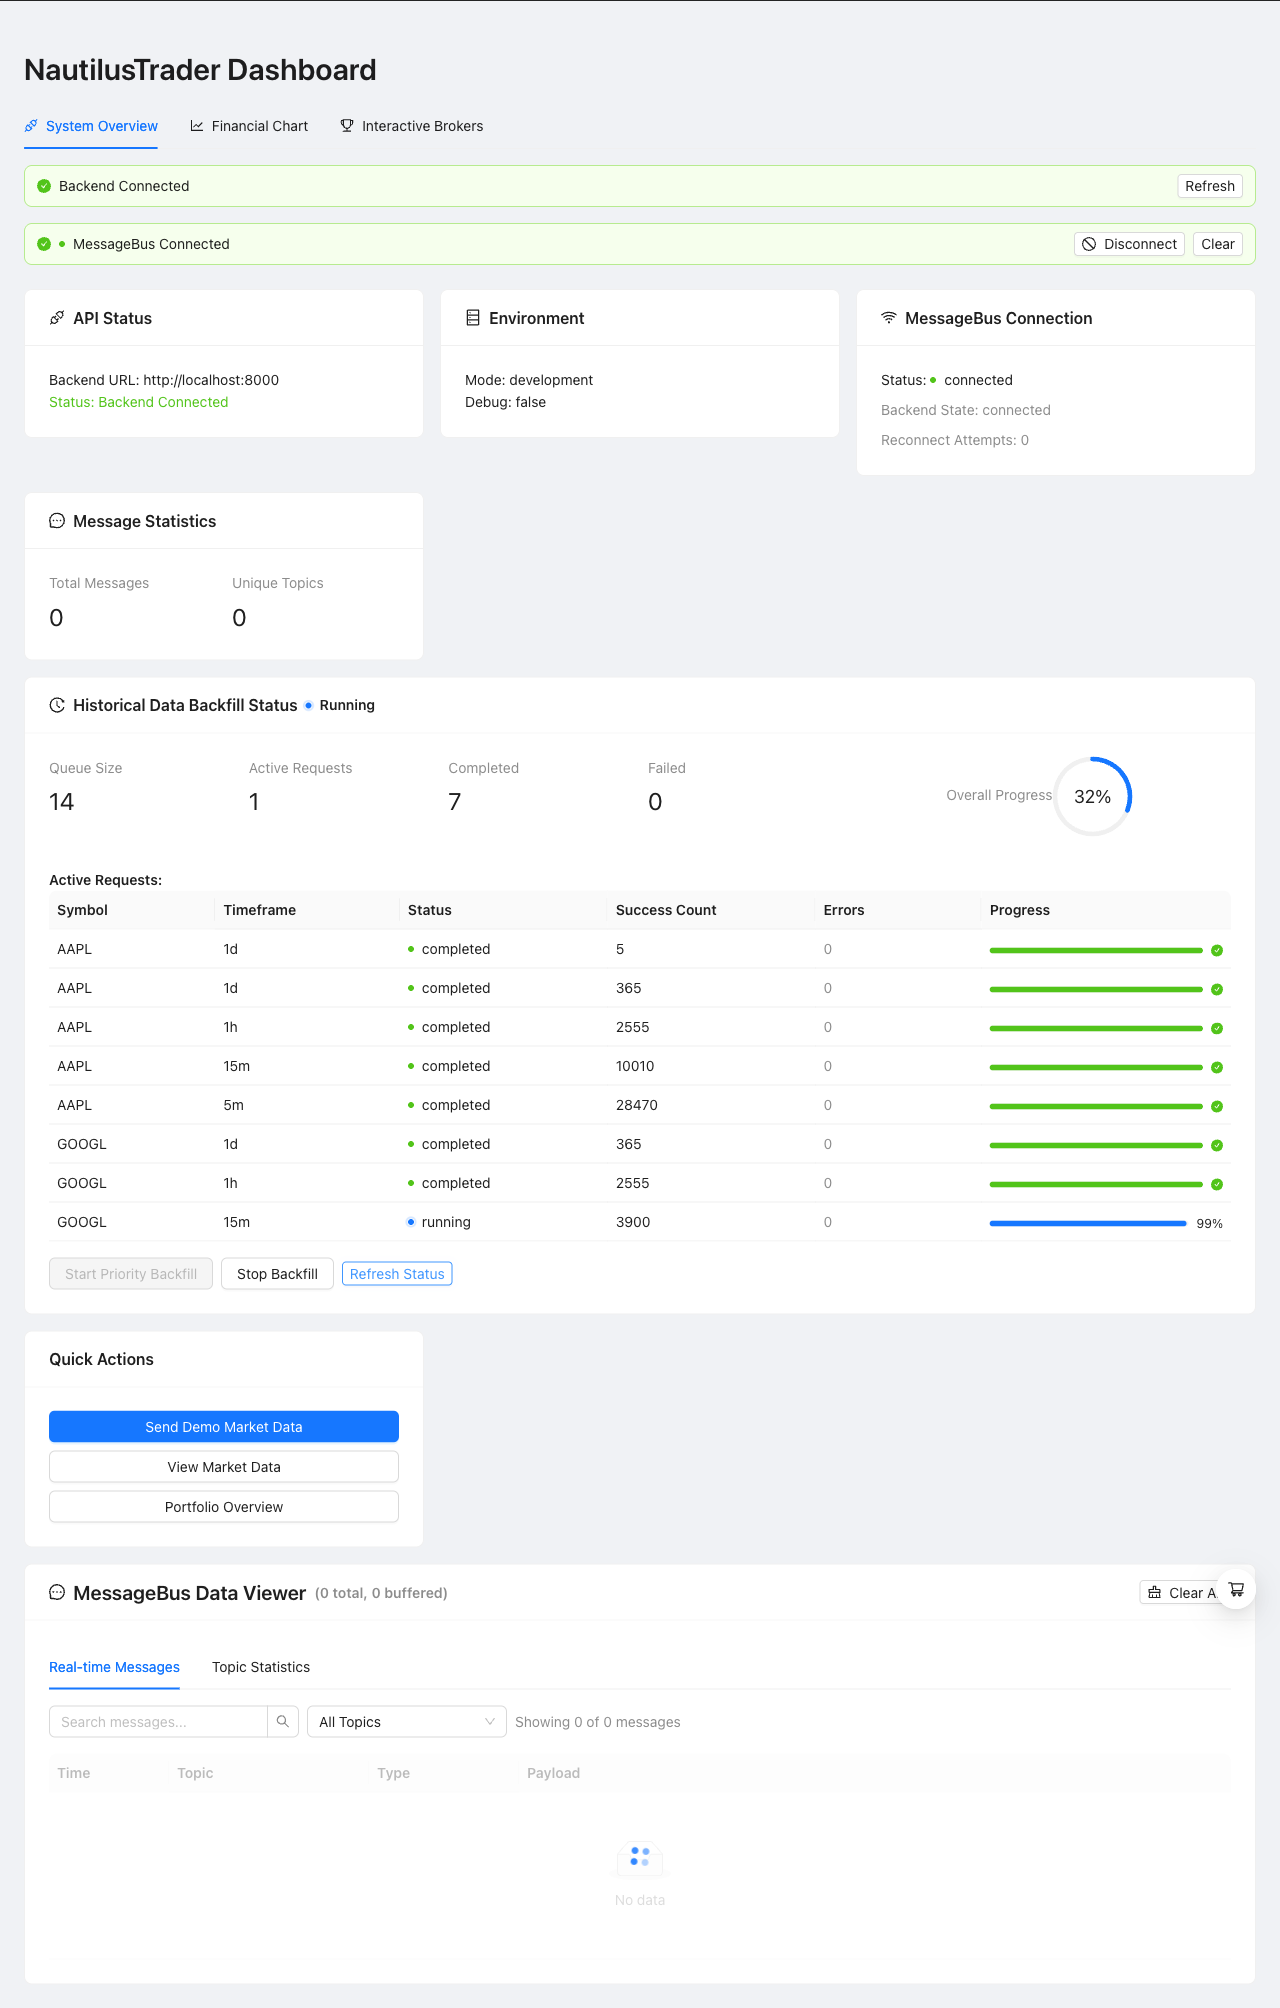 NautilusTrader Dashboard
System Overview Financial Chart Interactive Brokers
Backend Connected Refresh
MessageBus Connected Disconnect Clear
API Status Environment MessageBus Connection
Backend URL: http://localhost:8000 Mode: development Status: connected
Status: Backend Connected Debug: false Backend State: connected
Reconnect Attempts: 0
Message Statistics
Total Messages Unique Topics
0 0
Historical Data Backfill Status Running
Queue Size Active Requests Completed Failed
14 1 7 0
Overall Progress 32%
Active Requests:
Symbol Timeframe Status Success Count Errors Progress
AAPL 1d completed 5 0
AAPL 1d completed 365 0
AAPL 1h completed 2555 0
AAPL 15m completed 10010 0
AAPL 5m completed 28470 0
GOOGL 1d completed 365 0
GOOGL 1h completed 2555 0
GOOGL 15m running 3900 0 99%
Start Priority Backfill Stop Backfill Refresh Status
Quick Actions
Send Demo Market Data
View Market Data
Portfolio Overview
MessageBus Data Viewer (0 total, 0 buffered) Clear A
Real-time Messages Topic Statistics
Search messages... All Topics Showing 0 of 0 messages
Time Topic Type Payload
No data